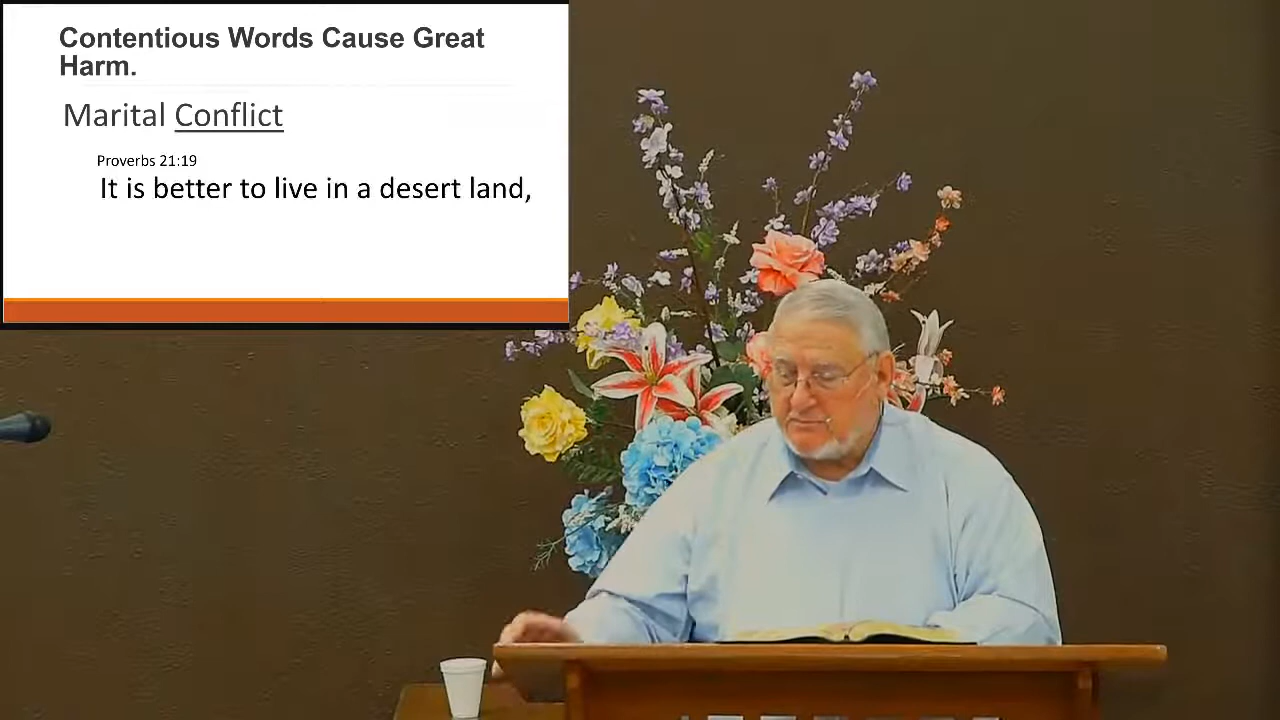 Contentious Words Cause Great
Harm.
Marital Conflict
Proverbs 21:19
It is better to live in a desert land,